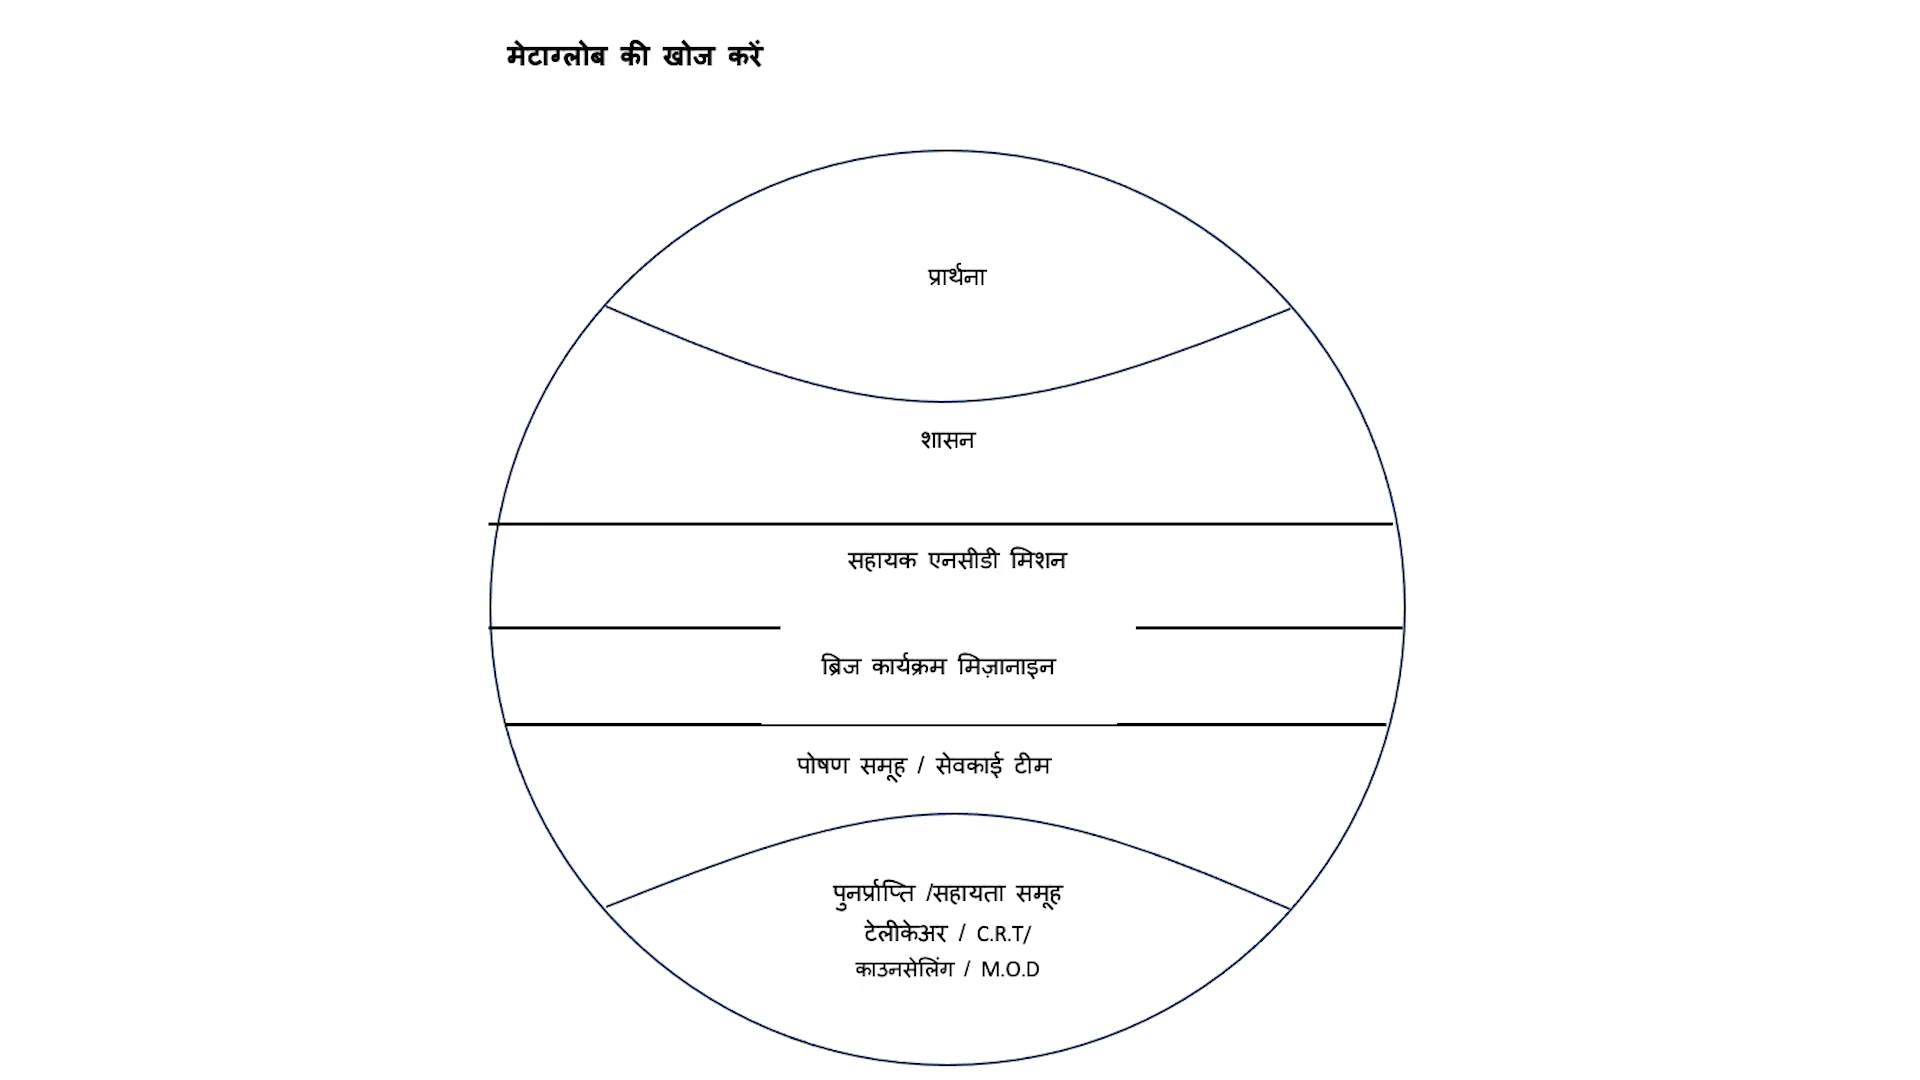 मेटाग्लोब की खोज करें
प्रार्थना
शासन
सहायक एनसीडी मिशन
ब्रिज कार्यक्रम मिज़ानाइन
पोषण समूह / सेवकाई टीम
पुनर्प्राप्ति /सहायता समूह
टेलीकेअर / C.R.T/
काउनसेलिंग / M.O.D